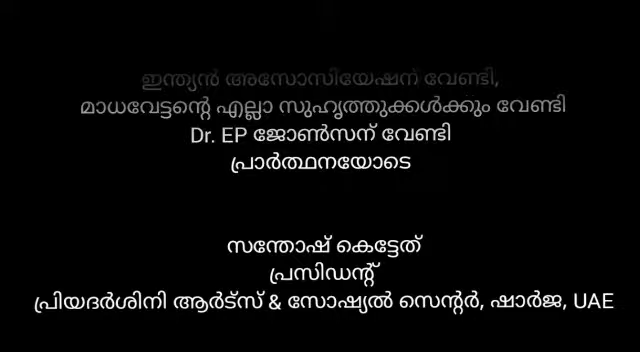 ഇന്ത്യൻ അസോസിയേഷന് വേണ്ടി,
മാധവേട്ടന്റെ എല്ലാ സുഹൃത്തുക്കൾക്കും വേണ്ടി
Dr. EP ജോൺസന് വേണ്ടി
പ്രാർത്ഥനയോടെ
സന്തോഷ് കെട്ടേത്
പ്രസിഡന്റ്
പ്രിയദർശിനി ആർട്സ് & സോഷ്യൽ സെന്റർ, ഷാർജ, UAE